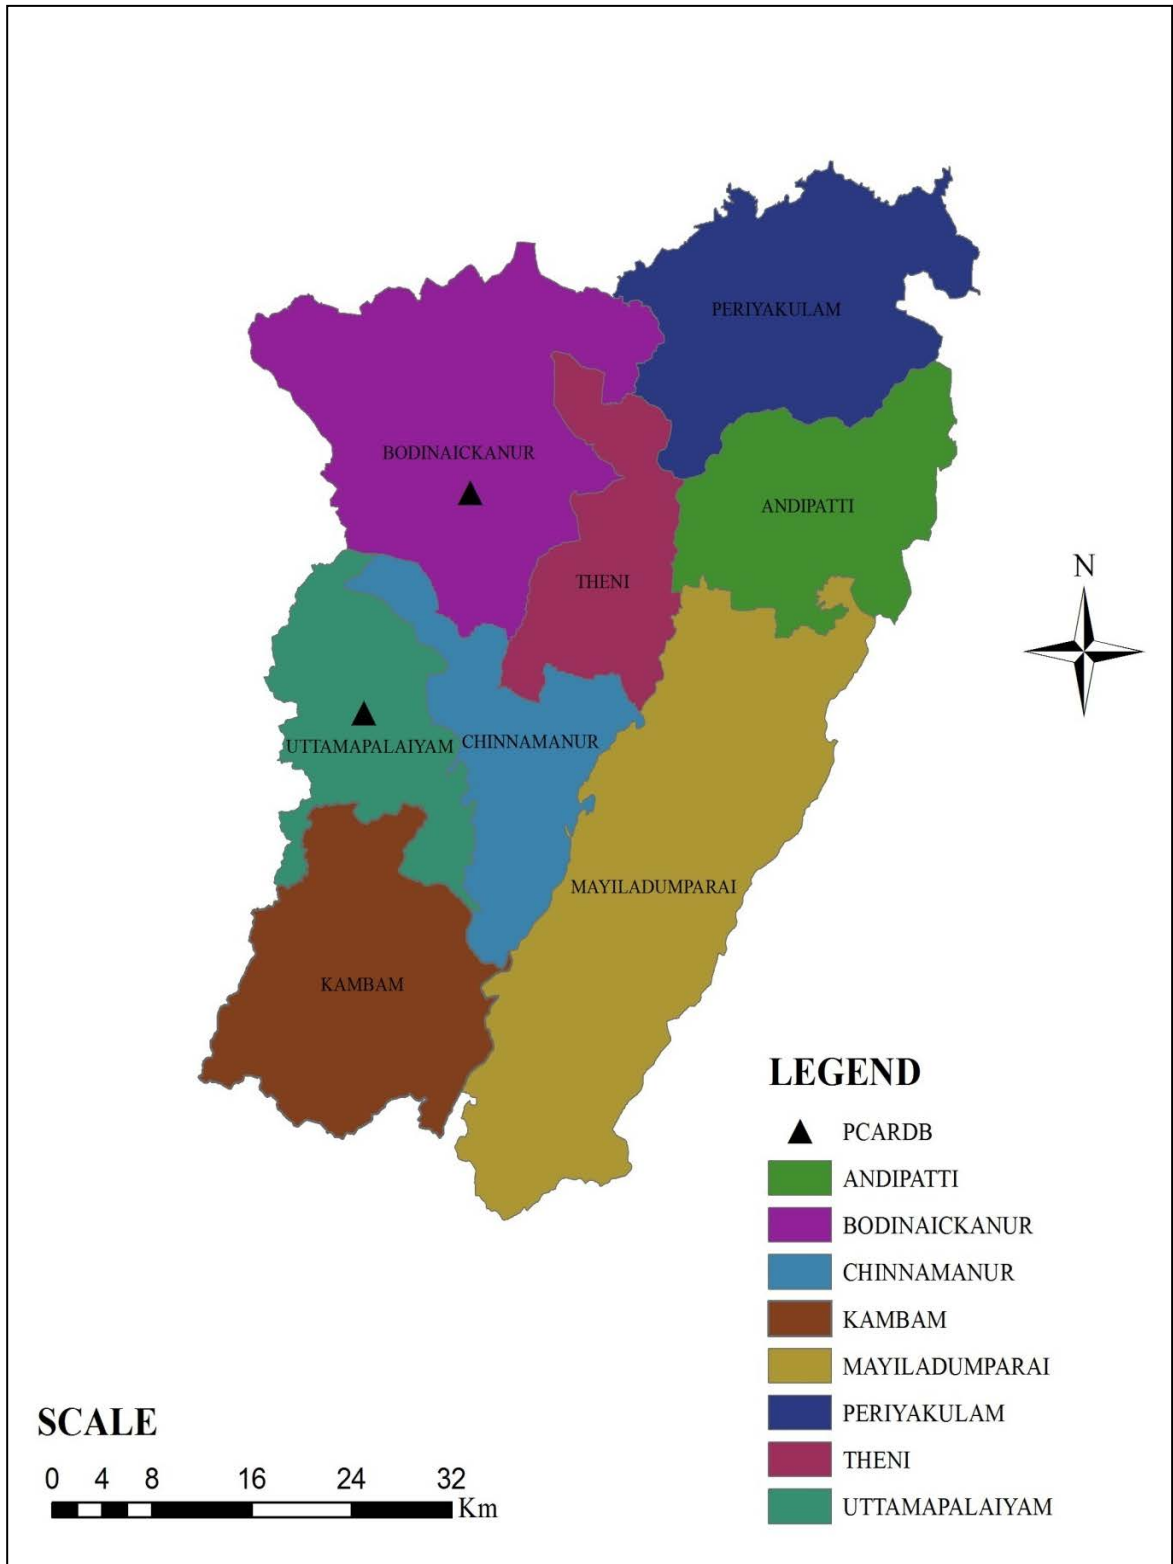 PERIYAKULAM
BODINAICKANUR
ANDIPATTI
THENI
N
UTTAMAPALAIYAM
CHINNAMANUR
MAYILADUMPARAI
KAMBAM
LEGEND
PCARDB
ANDIPATTI
BODINAICKANUR
CHINNAMANUR
KAMBAM
MAYILADUMPARAI
PERIYAKULAM
THENI
UTTAMAPALAIYAM
SCALE
0 4 8 16 24 32
Km